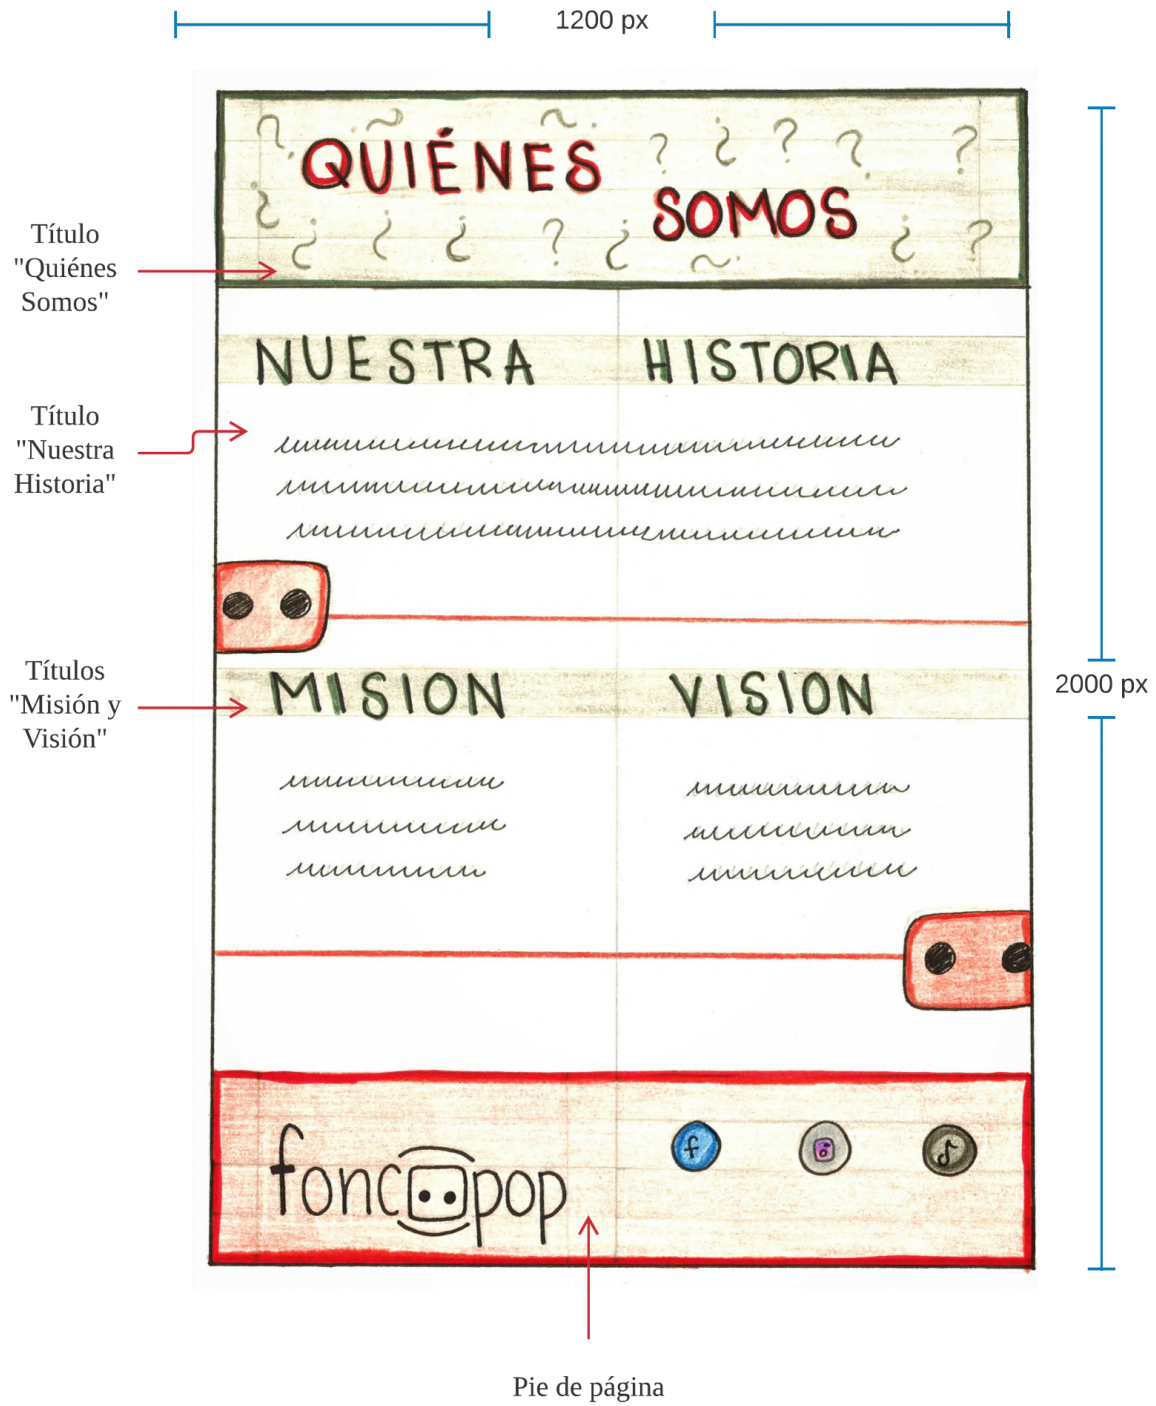 1200 px
QUIÉNES
SOMOS
Título
"Quiénes
Somos"
NUESTRA HISTORIA
Título
"Nuestra
Historia"
Títulos
"Misión y
Visión"
MISION VISION
2000 px
f
foncopop
Pie de página